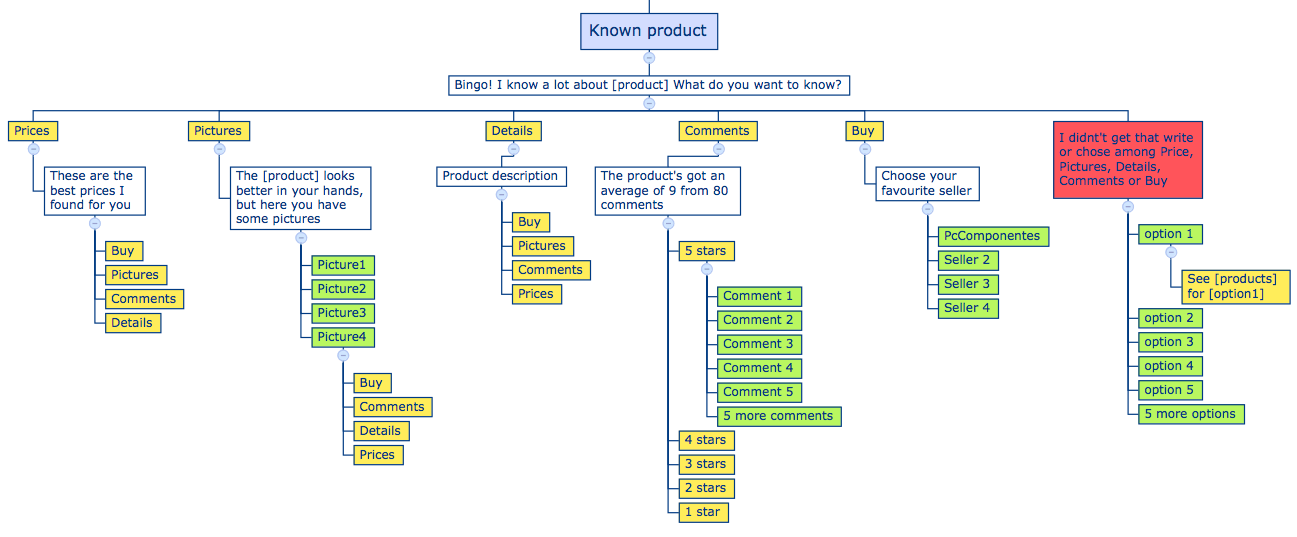 Known product
Bingo! I know a lot about [product] What do you want to know?
Prices
These are the
best prices I
found for you
Buy
Pictures
Comments
Details
Pictures
The [product] looks
better in your hands,
but here you have
some pictures
Picture1
Picture2
Picture3
Picture4
Buy
Comments
Details
Prices
Details
Product description
Buy
Pictures
Comments
Prices
Comments
The product's got an
average of 9 from 80
comments
5 stars
Comment 1
Comment 2
Comment 3
Comment 4
Comment 5
5 more comments
4 stars
3 stars
2 stars
1 star
Buy
Choose your
favourite seller
PcComponentes
Seller 2
Seller 3
Seller 4
I didnt't get that write
or chose among Price,
Pictures, Details,
Comments or Buy
option 1
See [products]
for [option1]
option 2
option 3
option 4
option 5
5 more options